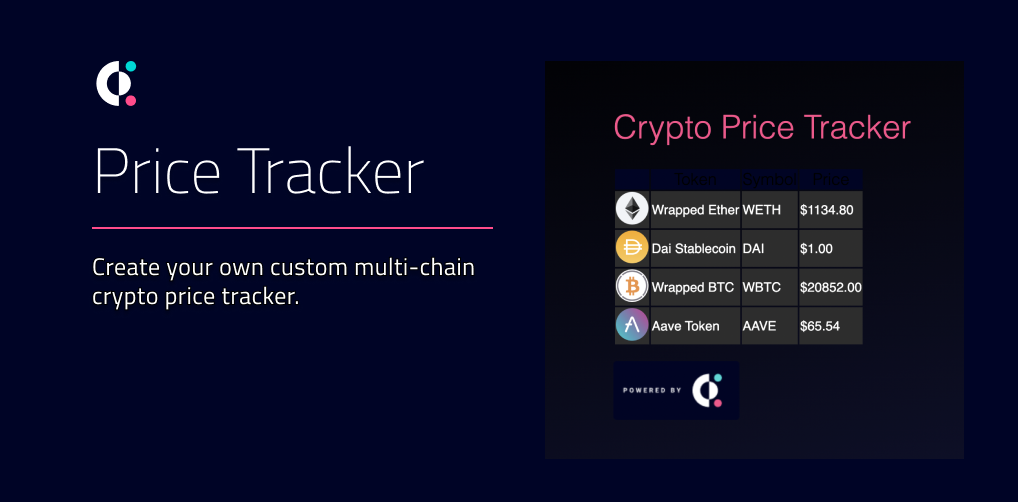 Price Tracker
Create your own custom multi-chain
crypto price tracker.
Crypto Price Tracker
Token Symbol Price
Wrapped Ether WETH $1134.80
Dai Stablecoin DAI $1.00
Wrapped BTC WBTC $20852.00
Aave Token AAVE $65.54
POWERED BY